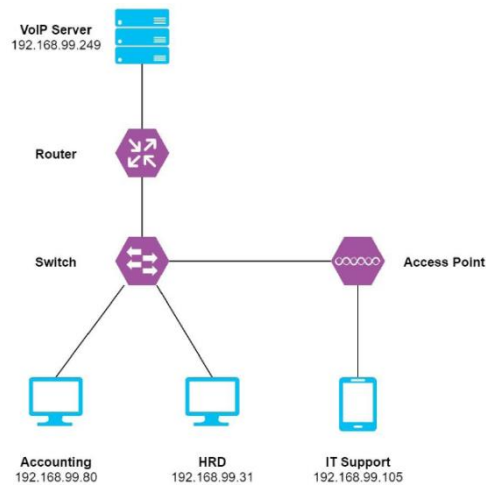 VoIP Server
192.168.99.249
Router
Switch
Access Point
Accounting
192.168.99.80
HRD
192.168.99.31
IT Support
192.168.99.105